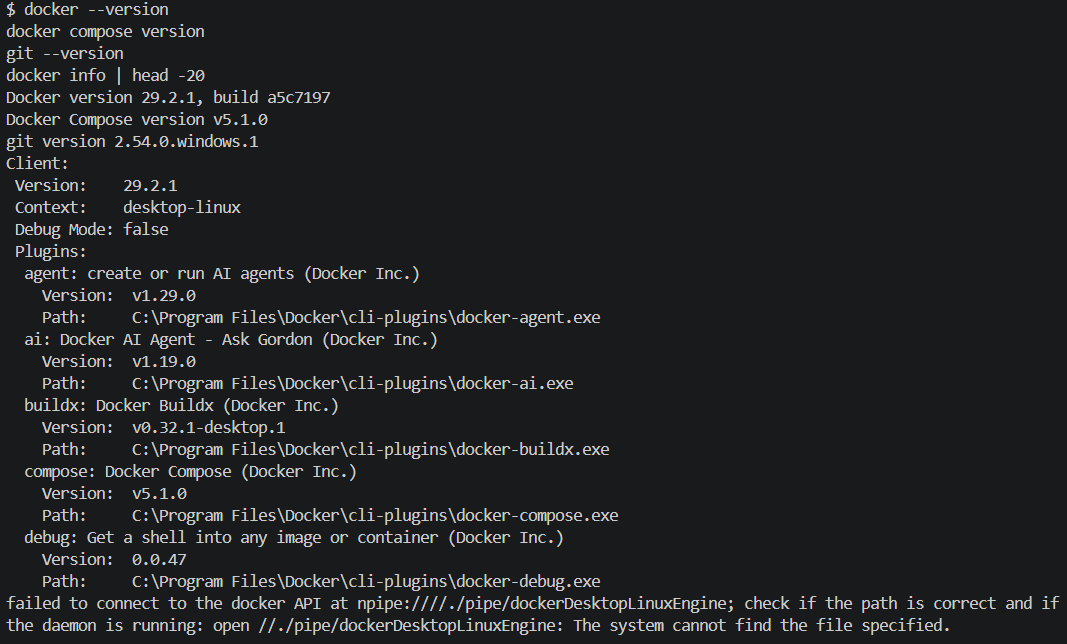 $ docker --version
docker compose version
git --version
docker info | head -20
Docker version 29.2.1, build a5c7197
Docker Compose version v5.1.0
git version 2.54.0.windows.1
Client:
 Version:    29.2.1
 Context:    desktop-linux
 Debug Mode: false
 Plugins:
  agent: create or run AI agents (Docker Inc.)
    Version:  v1.29.0
    Path:     C:\Program Files\Docker\cli-plugins\docker-agent.exe
  ai: Docker AI Agent - Ask Gordon (Docker Inc.)
    Version:  v1.19.0
    Path:     C:\Program Files\Docker\cli-plugins\docker-ai.exe
  buildx: Docker Buildx (Docker Inc.)
    Version:  v0.32.1-desktop.1
    Path:     C:\Program Files\Docker\cli-plugins\docker-buildx.exe
  compose: Docker Compose (Docker Inc.)
    Version:  v5.1.0
    Path:     C:\Program Files\Docker\cli-plugins\docker-compose.exe
  debug: Get a shell into any image or container (Docker Inc.)
    Version:  0.0.47
    Path:     C:\Program Files\Docker\cli-plugins\docker-debug.exe
failed to connect to the docker API at npipe:////./pipe/dockerDesktopLinuxEngine; check if the path is correct and if
the daemon is running: open //./pipe/dockerDesktopLinuxEngine: The system cannot find the file specified.